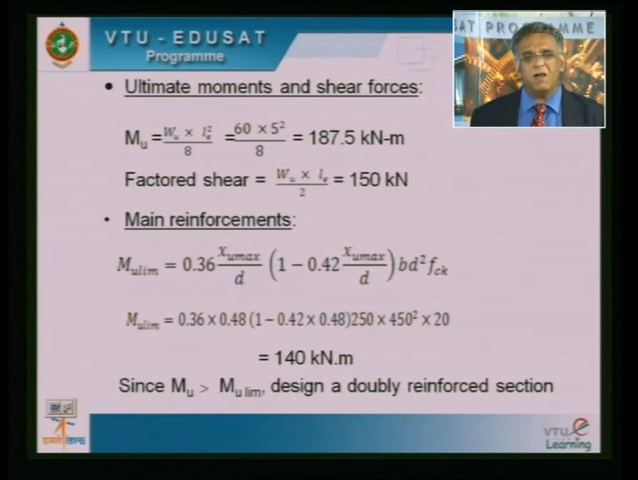 VTU - EDUSAT
Programme
SAT PROGRAMME
• Ultimate moments and shear forces:
Mu = Wu × le² / 8 = 60 × 5² / 8 = 187.5 kN-m
Factored shear = Wu × le / 2 = 150 kN
• Main reinforcements:
Mulim = 0.36 xumax/d (1 − 0.42 xumax/d) bd² fck
Mulim = 0.36 x 0.48 (1 − 0.42 x 0.48) 250 x 450² x 20
= 140 kN.m
Since Mu > Mu lim, design a doubly reinforced section
VTU e
Learning